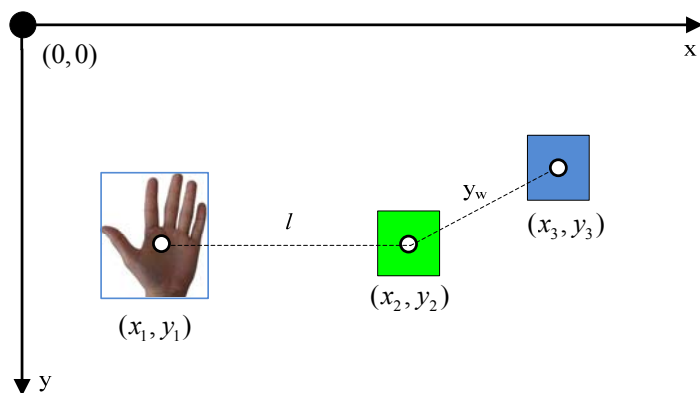 x
(0,0)
y_w
l
(x_3, y_3)
(x_2, y_2)
(x_1, y_1)
y